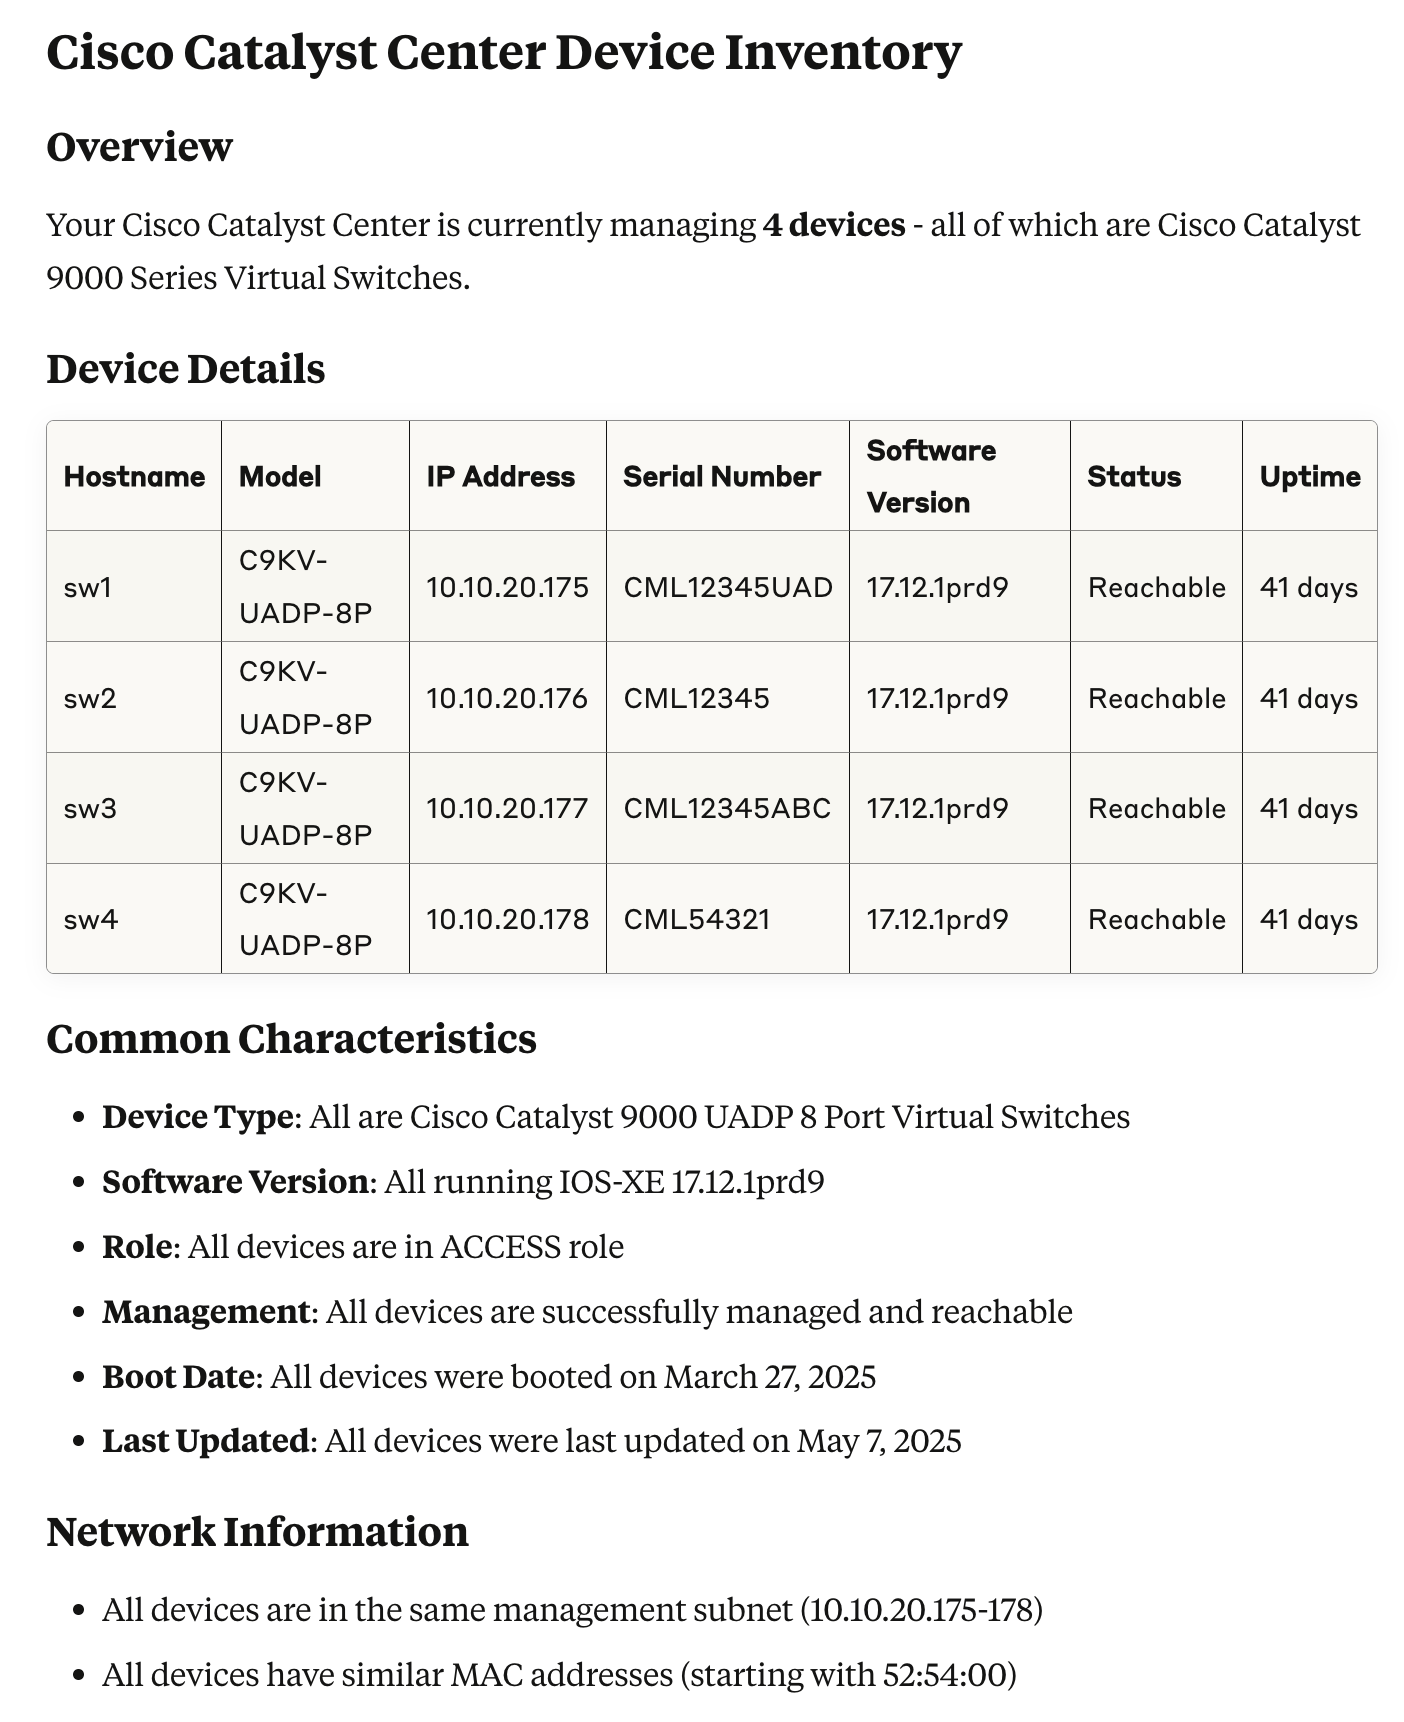 Cisco Catalyst Center Device Inventory
Overview
Your Cisco Catalyst Center is currently managing 4 devices - all of which are Cisco Catalyst
9000 Series Virtual Switches.
Device Details
Hostname Model IP Address Serial Number Software Version Status Uptime
sw1 C9KV-UADP-8P 10.10.20.175 CML12345UAD 17.12.1prd9 Reachable 41 days
sw2 C9KV-UADP-8P 10.10.20.176 CML12345 17.12.1prd9 Reachable 41 days
sw3 C9KV-UADP-8P 10.10.20.177 CML12345ABC 17.12.1prd9 Reachable 41 days
sw4 C9KV-UADP-8P 10.10.20.178 CML54321 17.12.1prd9 Reachable 41 days
Common Characteristics
• Device Type: All are Cisco Catalyst 9000 UADP 8 Port Virtual Switches
• Software Version: All running IOS-XE 17.12.1prd9
• Role: All devices are in ACCESS role
• Management: All devices are successfully managed and reachable
• Boot Date: All devices were booted on March 27, 2025
• Last Updated: All devices were last updated on May 7, 2025
Network Information
• All devices are in the same management subnet (10.10.20.175-178)
• All devices have similar MAC addresses (starting with 52:54:00)